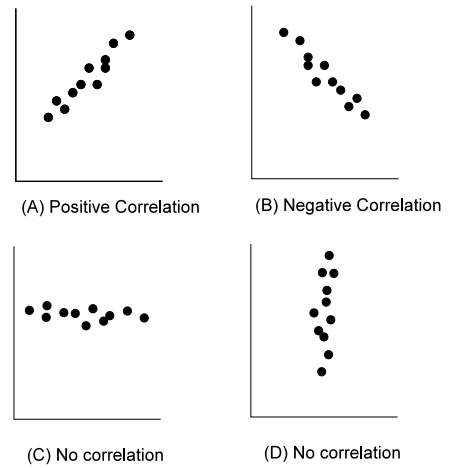 (A) Positive Correlation
(B) Negative Correlation
(C) No correlation
(D) No correlation